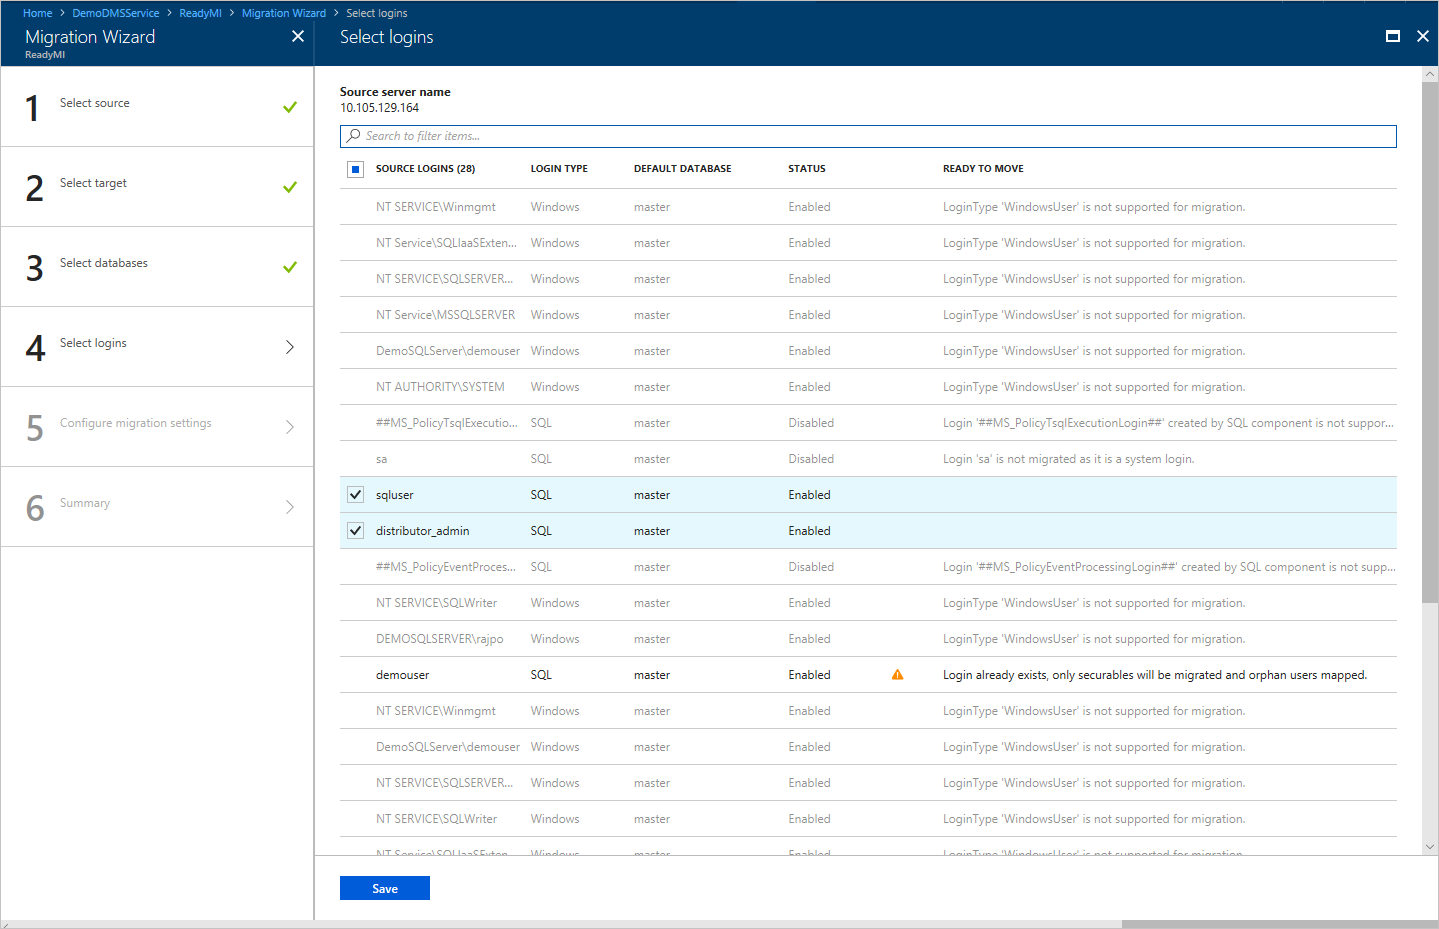 Home > DemoDMSService > ReadyMI > Migration Wizard > Select logins
Migration Wizard
ReadyMI
Select logins
1 Select source
2 Select target
3 Select databases
4 Select logins
5 Configure migration settings
6 Summary
Source server name
10.105.129.164
Search to filter items...
SOURCE LOGINS (28) LOGIN TYPE DEFAULT DATABASE STATUS READY TO MOVE
NT SERVICE\Winmgmt Windows master Enabled LoginType 'WindowsUser' is not supported for migration.
NT Service\SQLIaaSExten... Windows master Enabled LoginType 'WindowsUser' is not supported for migration.
NT SERVICE\SQLSERVER... Windows master Enabled LoginType 'WindowsUser' is not supported for migration.
NT Service\MSSQLSERVER Windows master Enabled LoginType 'WindowsUser' is not supported for migration.
DemoSQLServer\demouser Windows master Enabled LoginType 'WindowsUser' is not supported for migration.
NT AUTHORITY\SYSTEM Windows master Enabled LoginType 'WindowsUser' is not supported for migration.
##MS_PolicyTsqlExecutio... SQL master Disabled Login '##MS_PolicyTsqlExecutionLogin##' created by SQL component is not suppor...
sa SQL master Disabled Login 'sa' is not migrated as it is a system login.
sqluser SQL master Enabled
distributor_admin SQL master Enabled
##MS_PolicyEventProces... SQL master Disabled Login '##MS_PolicyEventProcessingLogin##' created by SQL component is not supp...
NT SERVICE\SQLWriter Windows master Enabled LoginType 'WindowsUser' is not supported for migration.
DEMOSQLSERVER\rajpo Windows master Enabled LoginType 'WindowsUser' is not supported for migration.
demouser SQL master Enabled Login already exists, only securables will be migrated and orphan users mapped.
NT SERVICE\Winmgmt Windows master Enabled LoginType 'WindowsUser' is not supported for migration.
DemoSQLServer\demouser Windows master Enabled LoginType 'WindowsUser' is not supported for migration.
NT SERVICE\SQLSERVER... Windows master Enabled LoginType 'WindowsUser' is not supported for migration.
NT SERVICE\SQLWriter Windows master Enabled LoginType 'WindowsUser' is not supported for migration.
NT Service\SQLIaaSExten Windows master Enabled LoginType 'WindowsUser' is not supported for migration.
Save